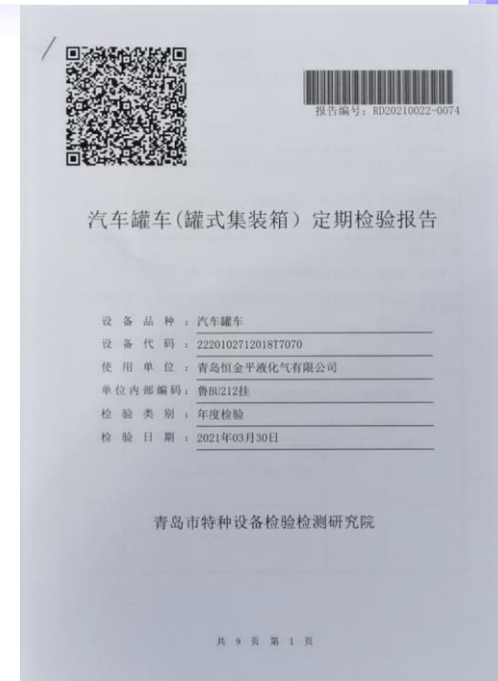 报告编号：RD20210022-0074
汽车罐车(罐式集装箱）定期检验报告
设备品种：汽车罐车
设备代码：2220102712018T7070
使用单位：青岛恒金平液化气有限公司
单位内部编码：鲁BU212挂
检验类别：年度检验
检验日期：2021年03月30日
青岛市特种设备检验检测研究院
共 9 页 第 1 页